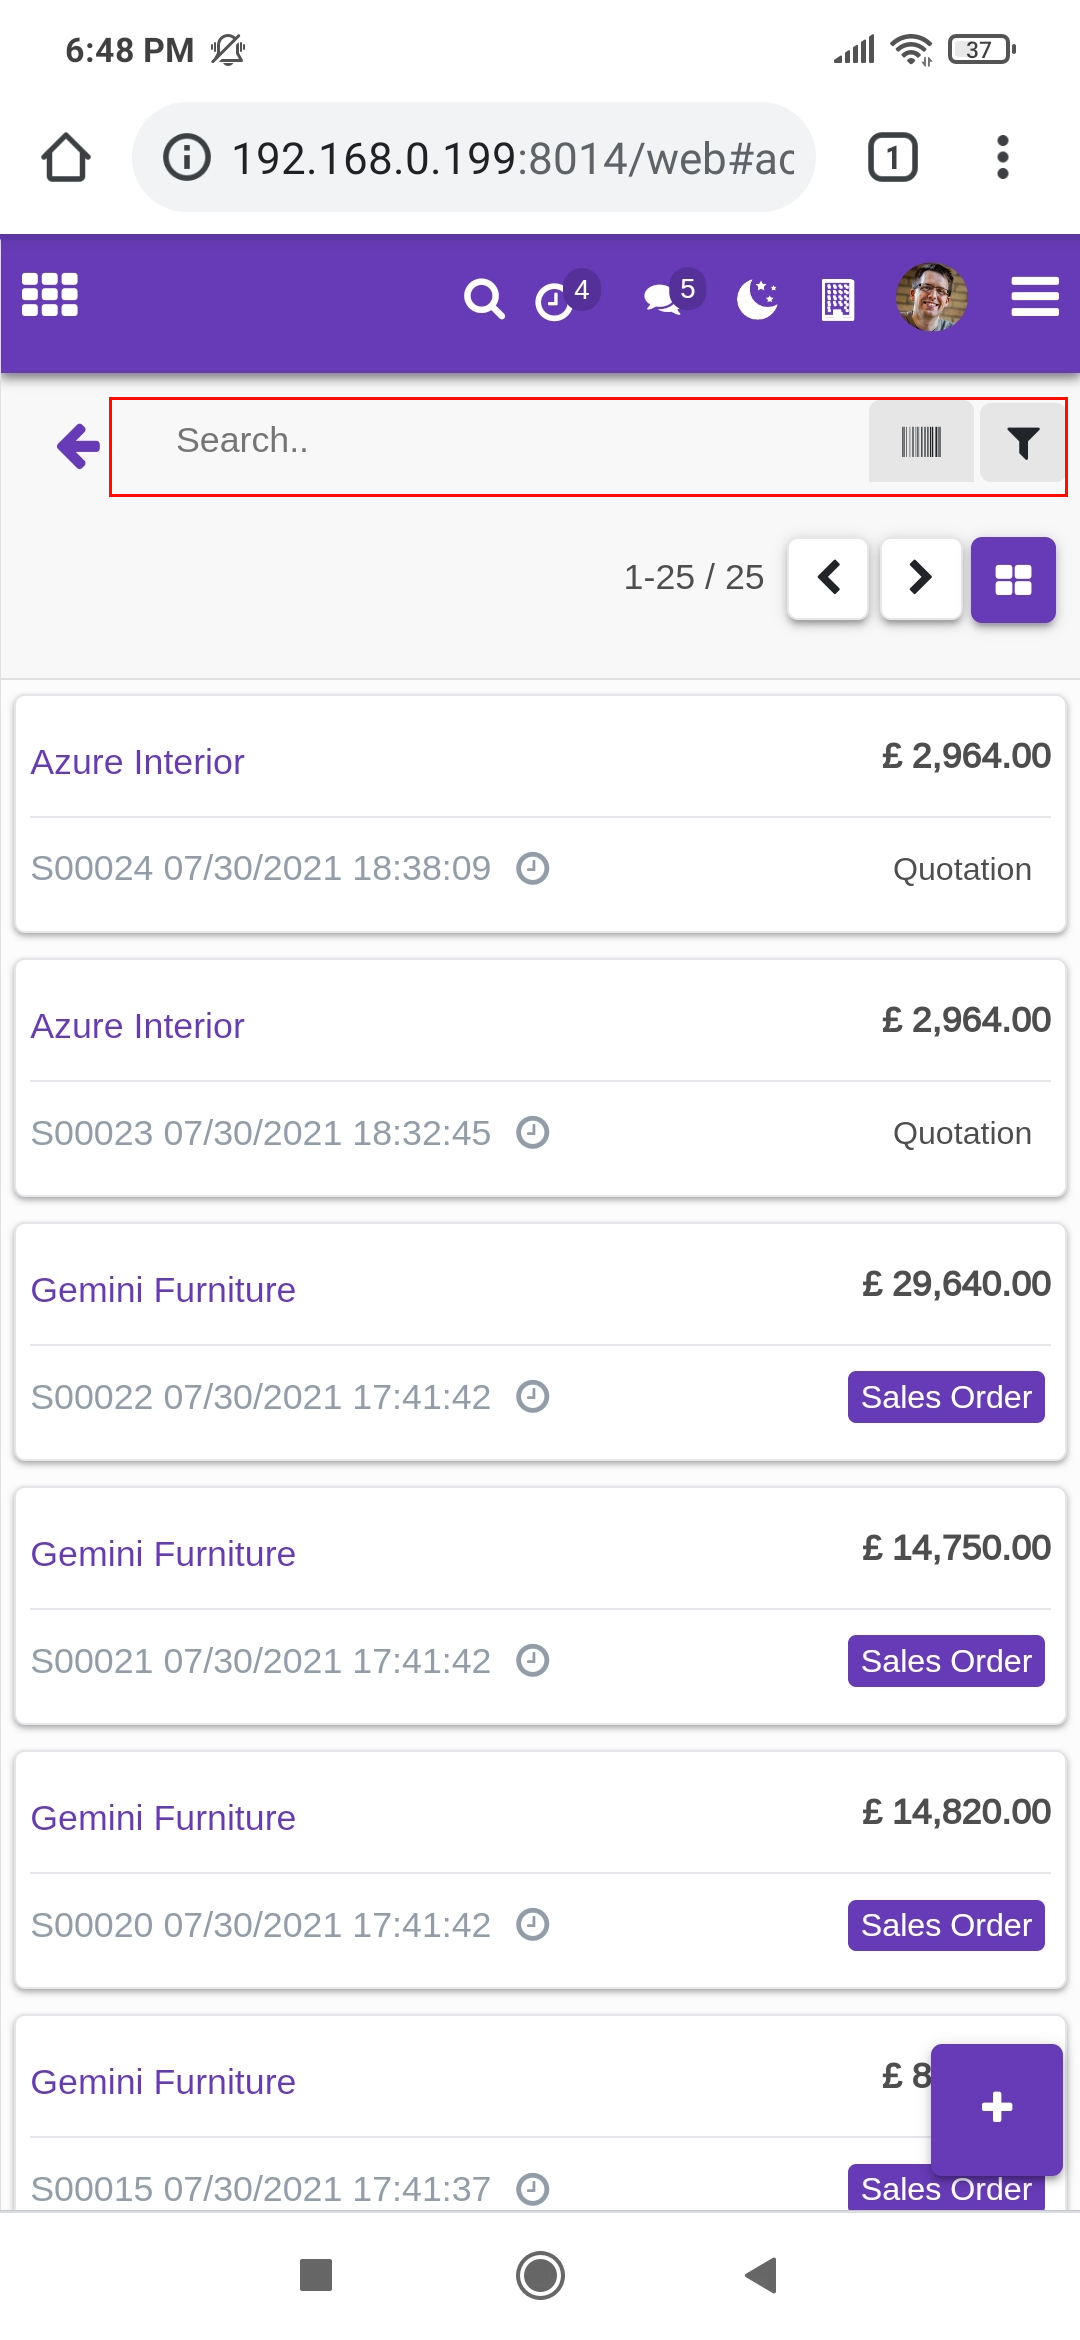 6:48 PM
37
192.168.0.199:8014/web#ac
1
4
5
Search..
1-25 / 25
Azure Interior
£ 2,964.00
S00024 07/30/2021 18:38:09
Quotation
Azure Interior
£ 2,964.00
S00023 07/30/2021 18:32:45
Quotation
Gemini Furniture
£ 29,640.00
S00022 07/30/2021 17:41:42
Sales Order
Gemini Furniture
£ 14,750.00
S00021 07/30/2021 17:41:42
Sales Order
Gemini Furniture
£ 14,820.00
S00020 07/30/2021 17:41:42
Sales Order
Gemini Furniture
£ 8
S00015 07/30/2021 17:41:37
Sales Order